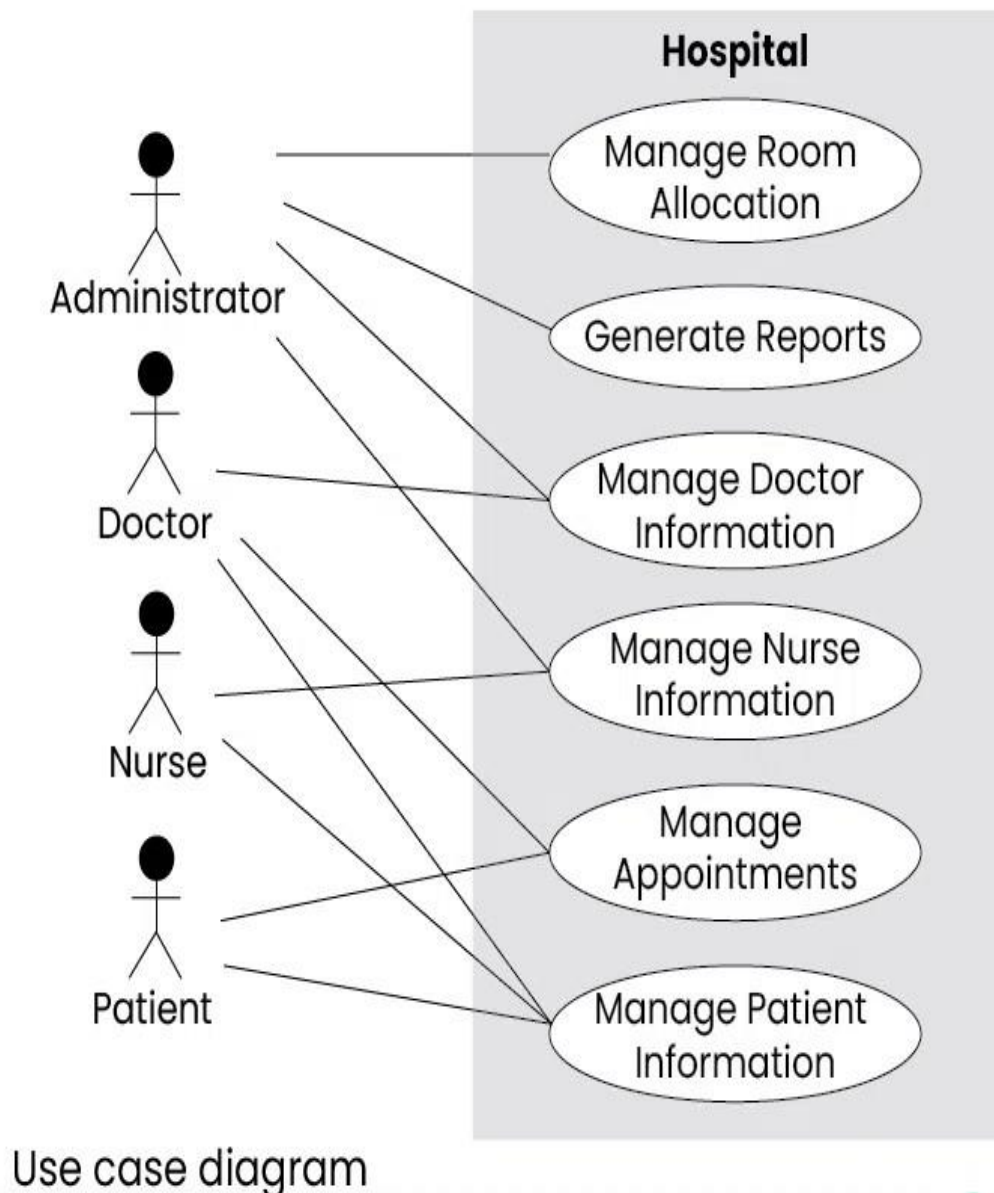 Hospital
Manage Room
Allocation
Administrator
Generate Reports
Manage Doctor
Information
Doctor
Manage Nurse
Information
Nurse
Manage
Appointments
Patient
Manage Patient
Information
Use case diagram